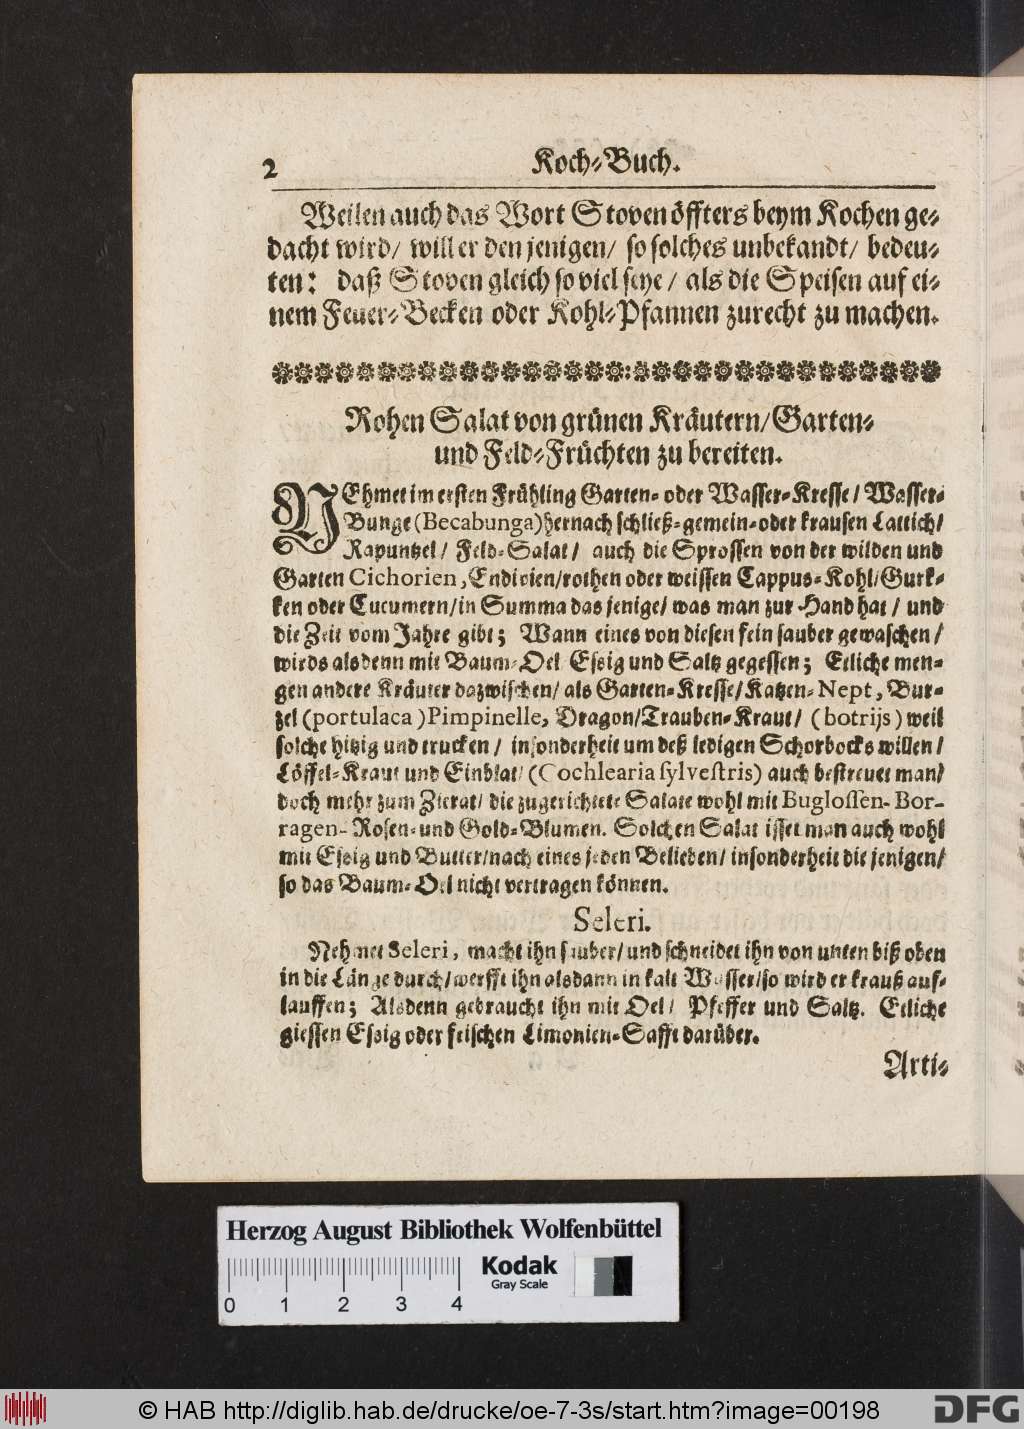 2 Koch-Buch.
Weilen auch das Wort Stoven öffters beym Kochen ge-
dacht wird/ will er denjenigen/ so solches unbekandt/ bedeu-
ten: daß Stoven gleich so viel seye/ als die Speisen auf ei-
nem Feuer-Becken oder Kohl-Pfannen zurecht zu machen.
Rohen Salat von grünen Kräutern/Garten-
und Feld-Früchten zu bereiten.
NEhmet im ersten Frühling Garten- oder Wasser-Kresse/ Wasser-
Bunge (Becabunga) hernach schließ-gemein-oder krausen Lattich/
Rapuntzel/ Feld-Salat/ auch die Sprossen von der wilden und
Garten Cichorien, Endivien/rothen oder weissen Cappus-Kohl/Gurk-
ken oder Cucumern/in Summa das jenige/ was man zur Hand hat/ und
die Zeit vom Jahre gibt; Wann eines von diesen fein sauber gewaschen/
wirds alsdenn mit Baum-Oel Essig und Saltz gegessen; Etliche men-
gen andere Kräuter dazwischen/ als Garten-Kresse/Katzen-Nept, Bur-
zel (portulaca) Pimpinelle, Dragon/Trauben-Kraut/ (botrijs) weil
solche hitzig und trucken/ insonderheit um deß ledigen Schorbocks willen/
Löffel-Kraut und Einblat/ (Cochlearia sylvestris) auch bestreuet man/
doch mehr zum Zierat/ die zugerichtete Salate wohl mit Buglossen- Bor-
ragen- Rosen- und Gold-Blumen. Solchen Salat isset man auch wohl
mit Essig und Butter/nach eines jeden Belieben/ insonderheit die jenigen/
so das Baum-Oel nicht vertragen können.
Seleri.
Nehmet Seleri, macht ihn sauber/ und schneidet ihn von unten biß oben
in die Länge durch/werfft ihn alsdann in kalt Wasser/so wird er krauß auf-
lauffen; Alsdenn gebraucht ihn mit Oel/ Pfeffer und Saltz. Etliche
giessen Essig oder frischen Limonien-Safft darüber.
Arti-
Herzog August Bibliothek Wolfenbüttel
Kodak
Gray Scale
0 1 2 3 4
© HAB http://diglib.hab.de/drucke/oe-7-3s/start.htm?image=00198
DFG